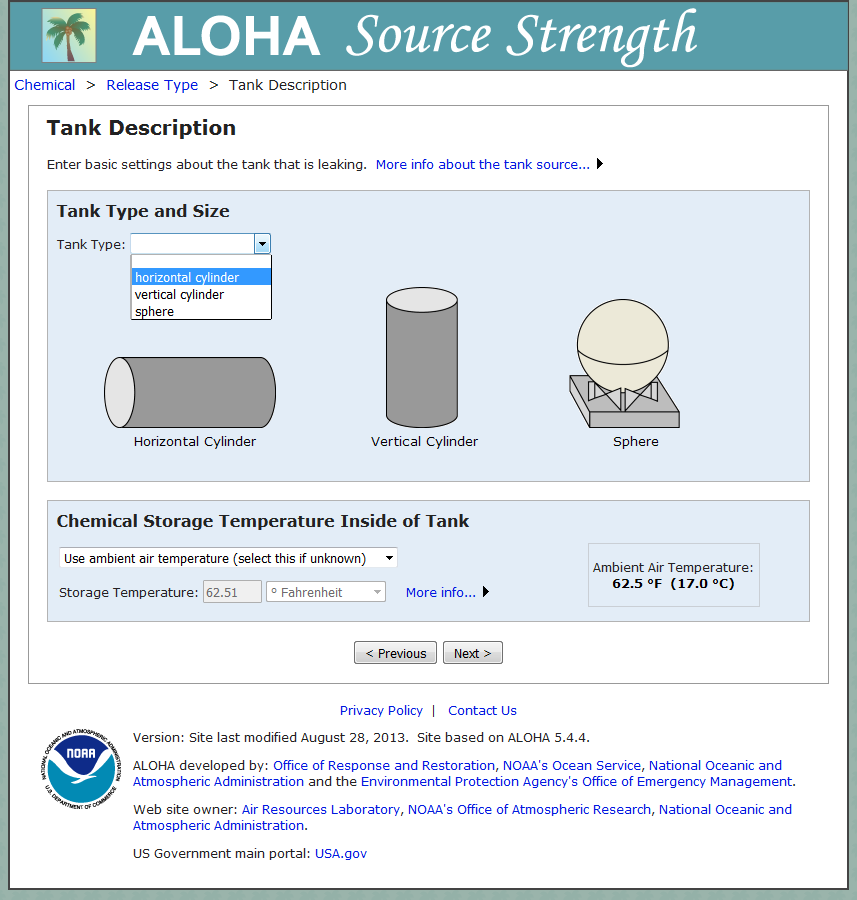 ALOHA Source Strength
Chemical > Release Type > Tank Description
Tank Description
Enter basic settings about the tank that is leaking. More info about the tank source...
Tank Type and Size
Tank Type:
horizontal cylinder
vertical cylinder
sphere
Horizontal Cylinder
Vertical Cylinder
Sphere
Chemical Storage Temperature Inside of Tank
Use ambient air temperature (select this if unknown)
Storage Temperature: 62.51 ° Fahrenheit More info...
Ambient Air Temperature:
62.5 °F (17.0 °C)
< Previous Next >
Privacy Policy | Contact Us
NATIONAL OCEANIC AND ATMOSPHERIC ADMINISTRATION
NOAA
U.S. DEPARTMENT OF COMMERCE
Version: Site last modified August 28, 2013. Site based on ALOHA 5.4.4.
ALOHA developed by: Office of Response and Restoration, NOAA's Ocean Service, National Oceanic and
Atmospheric Administration and the Environmental Protection Agency's Office of Emergency Management.
Web site owner: Air Resources Laboratory, NOAA's Office of Atmospheric Research, National Oceanic and
Atmospheric Administration.
US Government main portal: USA.gov